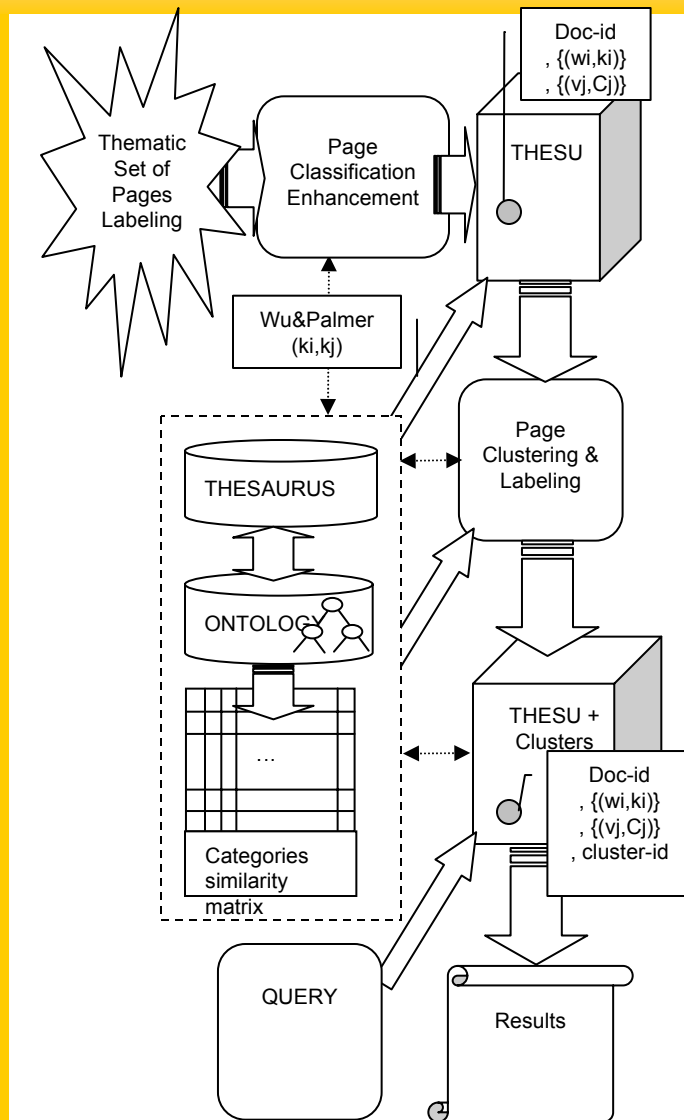 Doc-id
, {(wi,ki)}
, {(vj,Cj)}
Thematic
Set of
Pages
Labeling
Page
Classification
Enhancement
THESU
Wu&Palmer
(ki,kj)
Page
Clustering &
Labeling
THESAURUS
ONTOLOGY
...
Categories
similarity
matrix
THESU +
Clusters
Doc-id
, {(wi,ki)}
, {(vj,Cj)}
, cluster-id
QUERY
Results